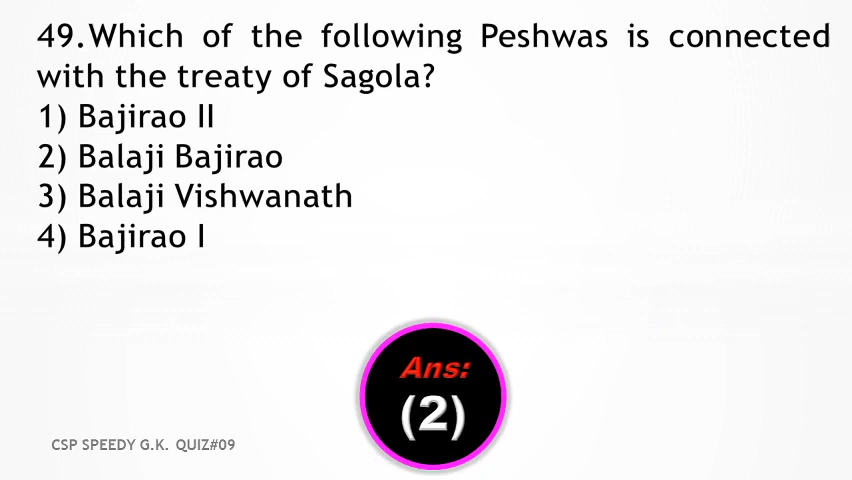 49.Which of the following Peshwas is connected
with the treaty of Sagola?
1) Bajirao II
2) Balaji Bajirao
3) Balaji Vishwanath
4) Bajirao I
Ans:
(2)
CSP SPEEDY G.K. QUIZ#09